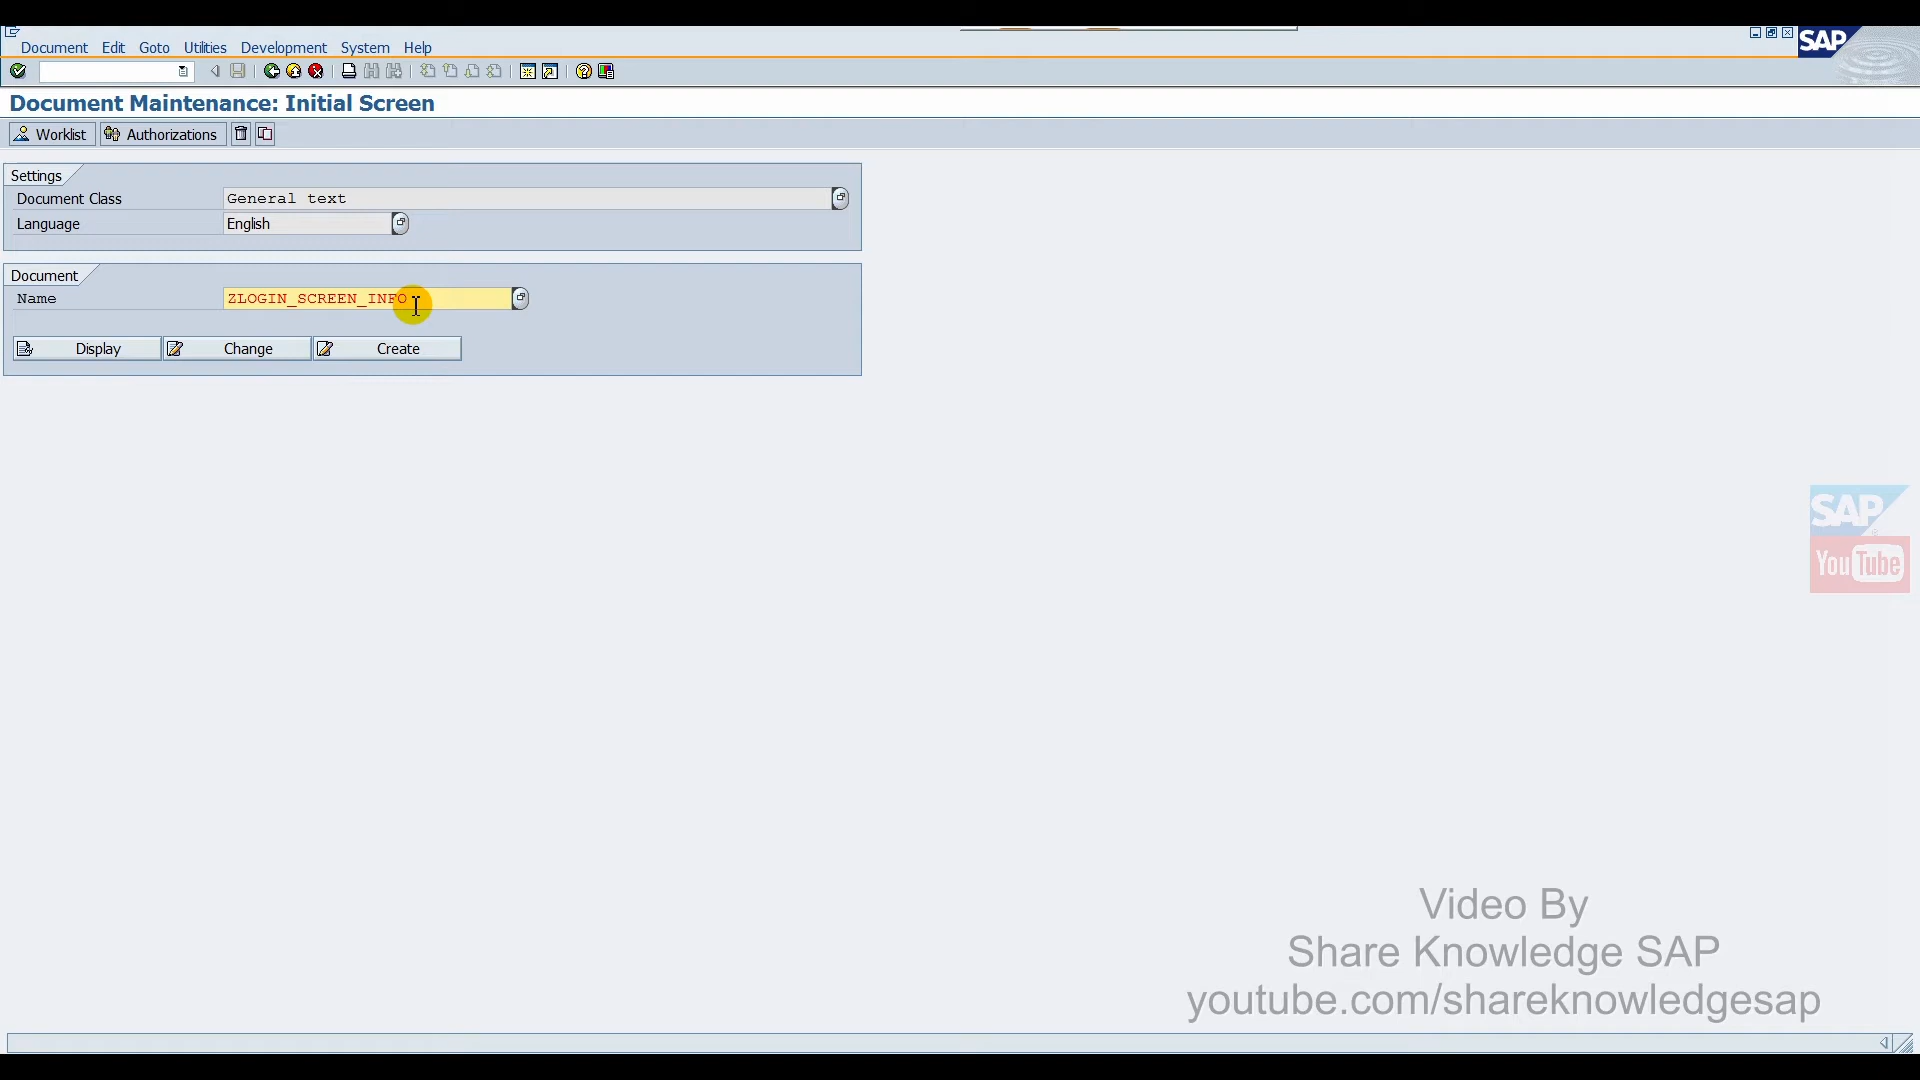 Document Edit Goto Utilities Development System Help
SAP
Document Maintenance: Initial Screen
Worklist Authorizations
Settings
Document Class General text
Language English
Document
Name ZLOGIN_SCREEN_INFO
Display Change Create
SAP
YouTube
Video By
Share Knowledge SAP
youtube.com/shareknowledgesap